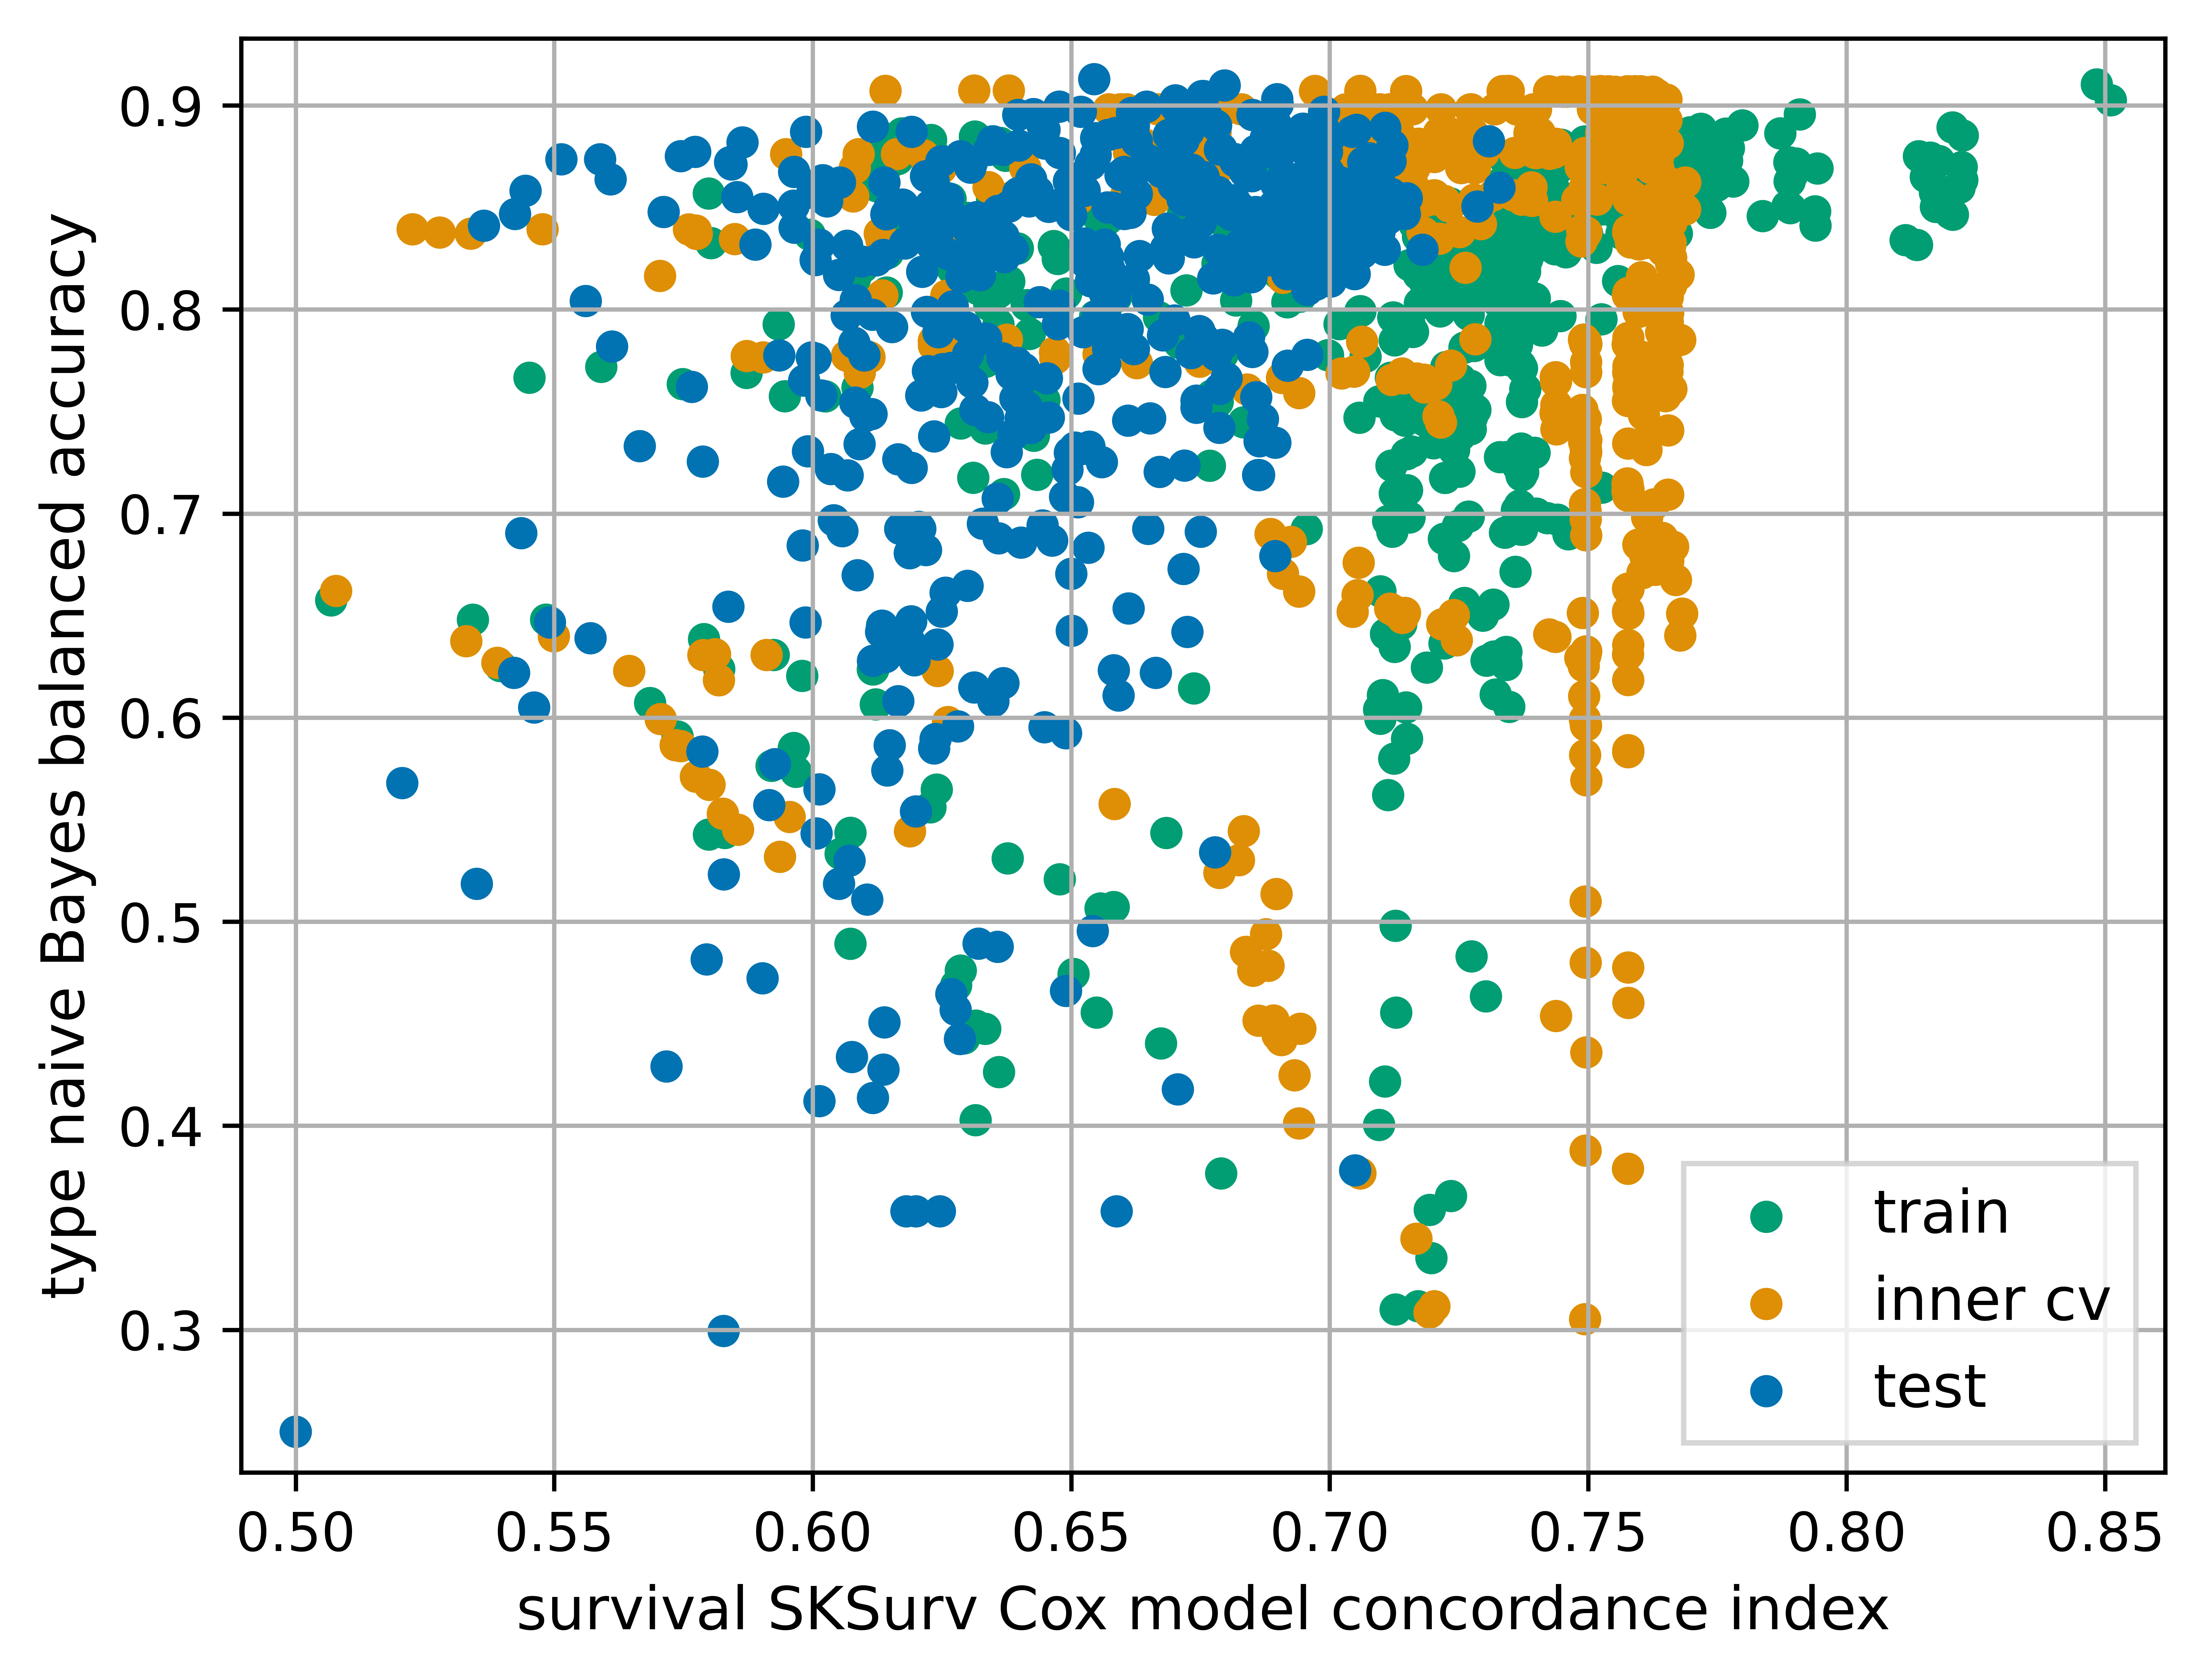 type naive Bayes balanced accuracy
0.9
0.8
0.7
0.6
0.5
0.4
0.3
0.50 0.55 0.60 0.65 0.70 0.75 0.80 0.85
survival SKSurv Cox model concordance index
train
inner cv
test